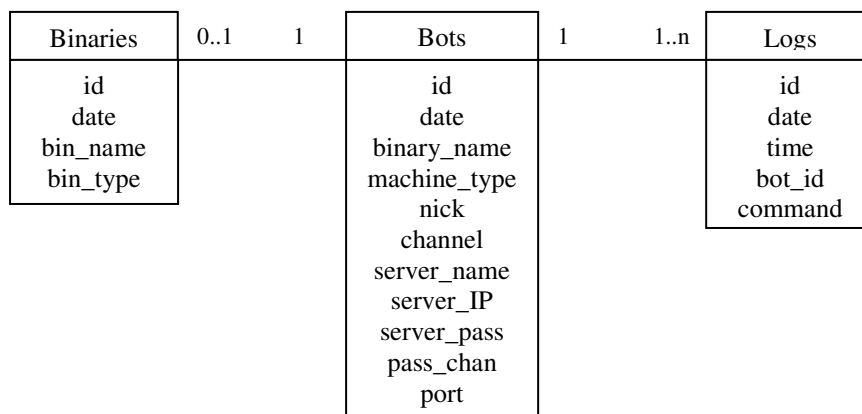 Binaries 0..1 1 Bots 1 1..n Logs
id
date
bin_name
bin_type
id
date
binary_name
machine_type
nick
channel
server_name
server_IP
server_pass
pass_chan
port
id
date
time
bot_id
command